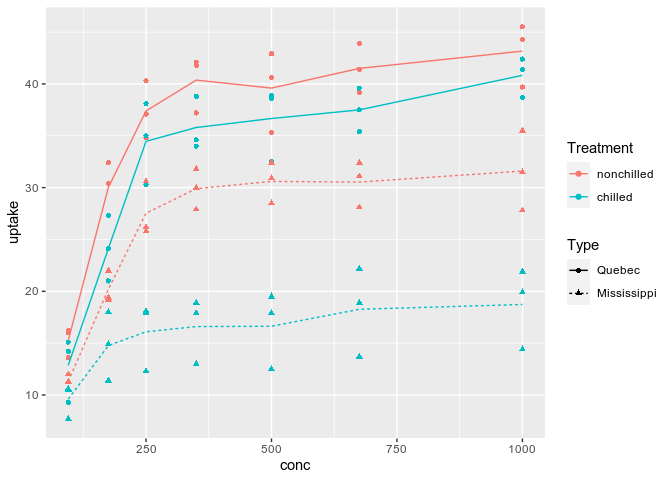 40
30
20
10
uptake
250
500
750
1000
conc
Treatment
nonchilled
chilled
Type
Quebec
Mississippi